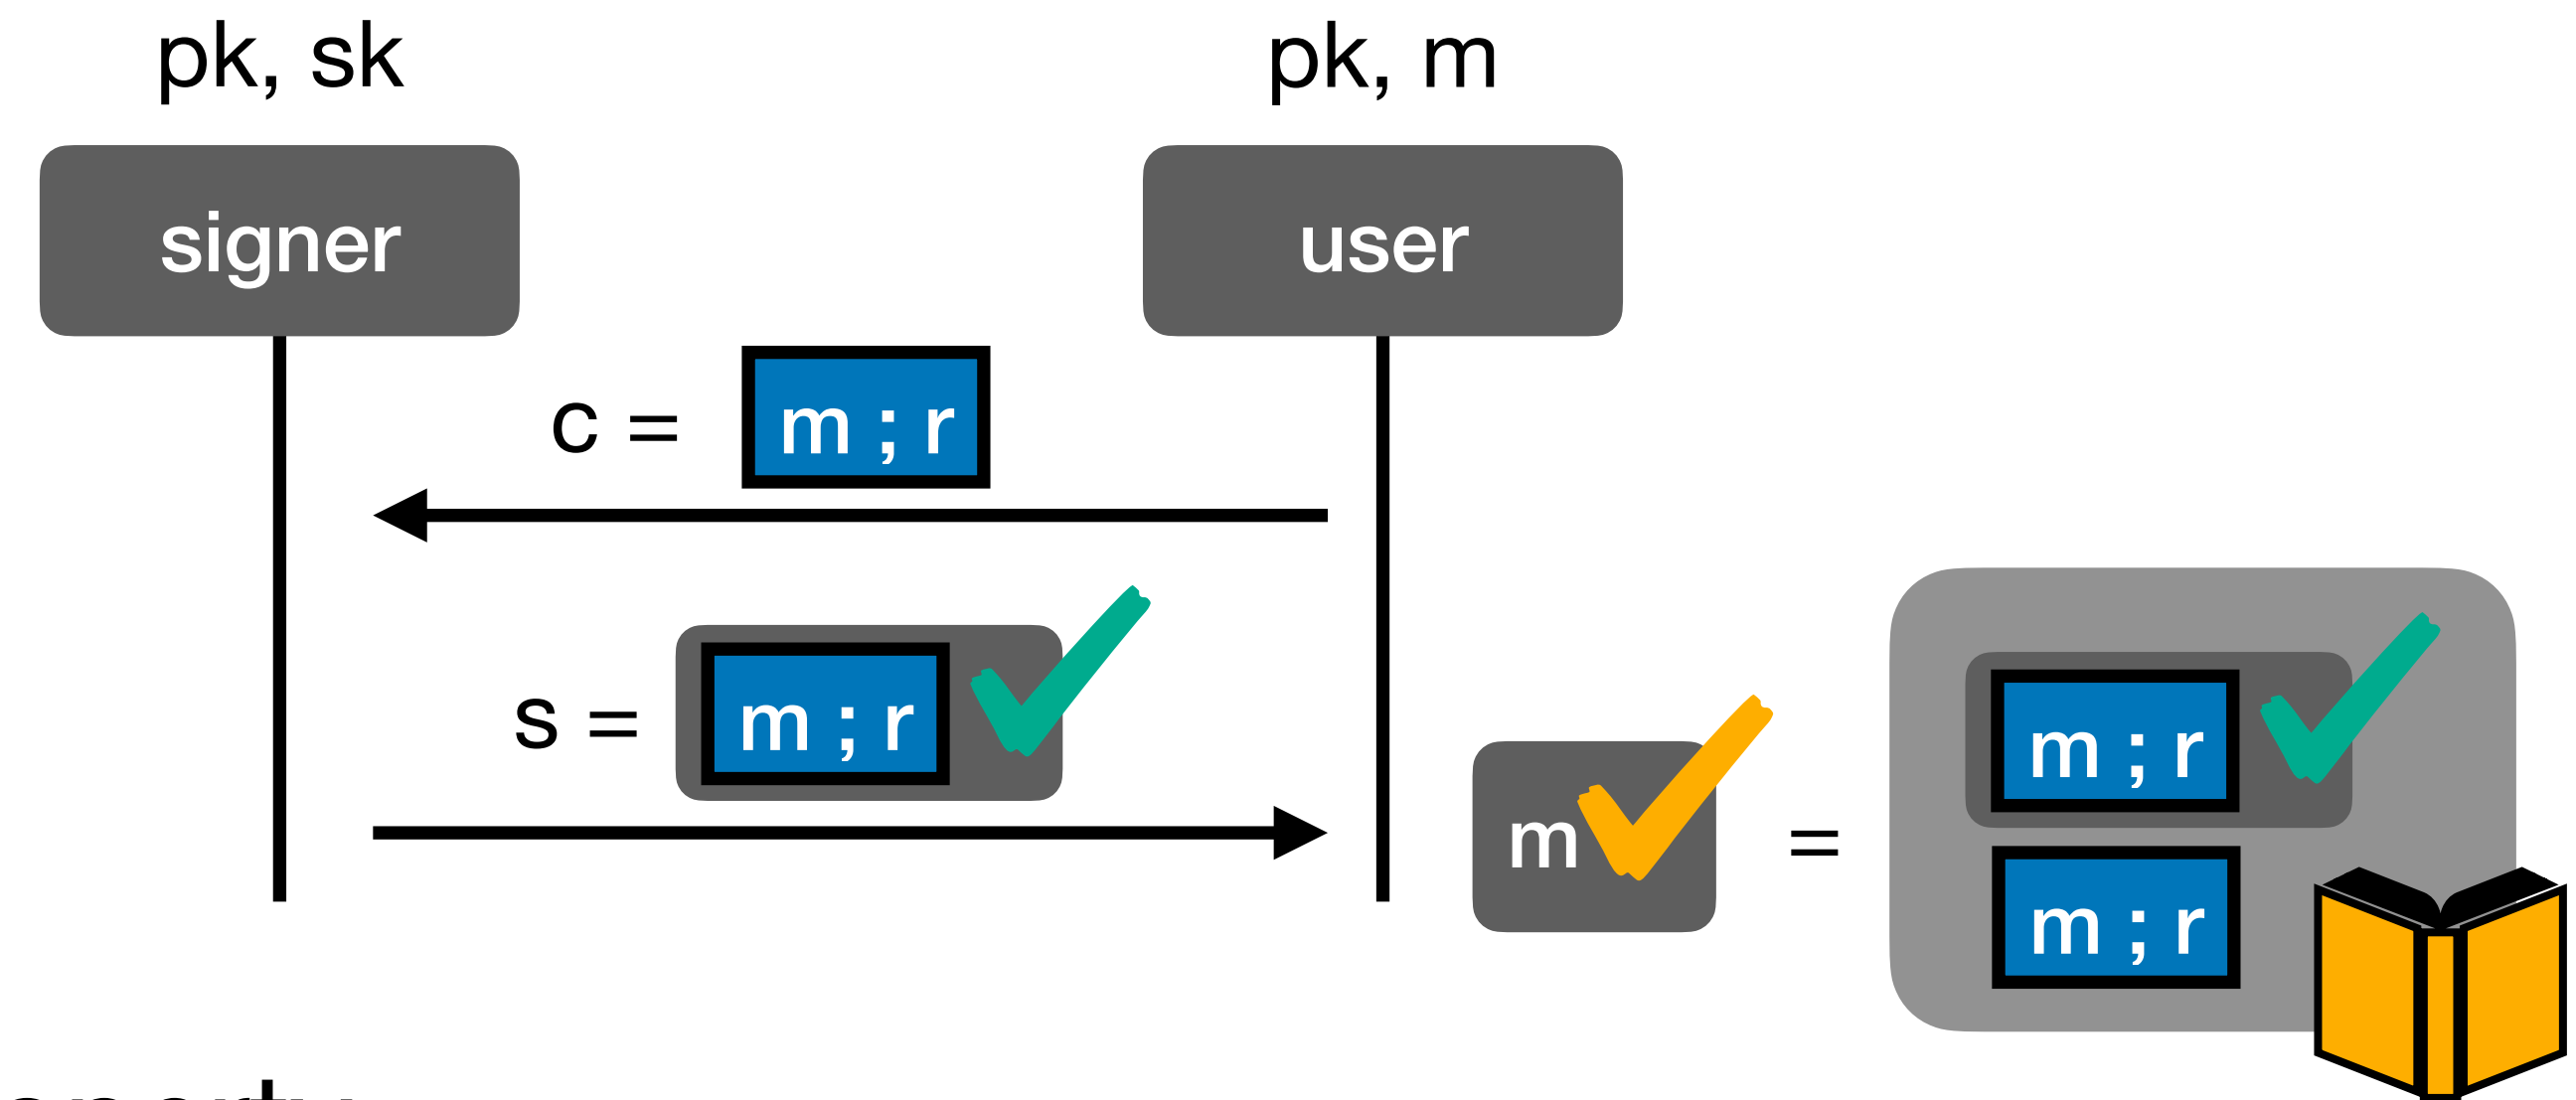 pk, sk
pk, m
signer
user
c = m ; r
s = m ; r
m = m ; r
m ; r